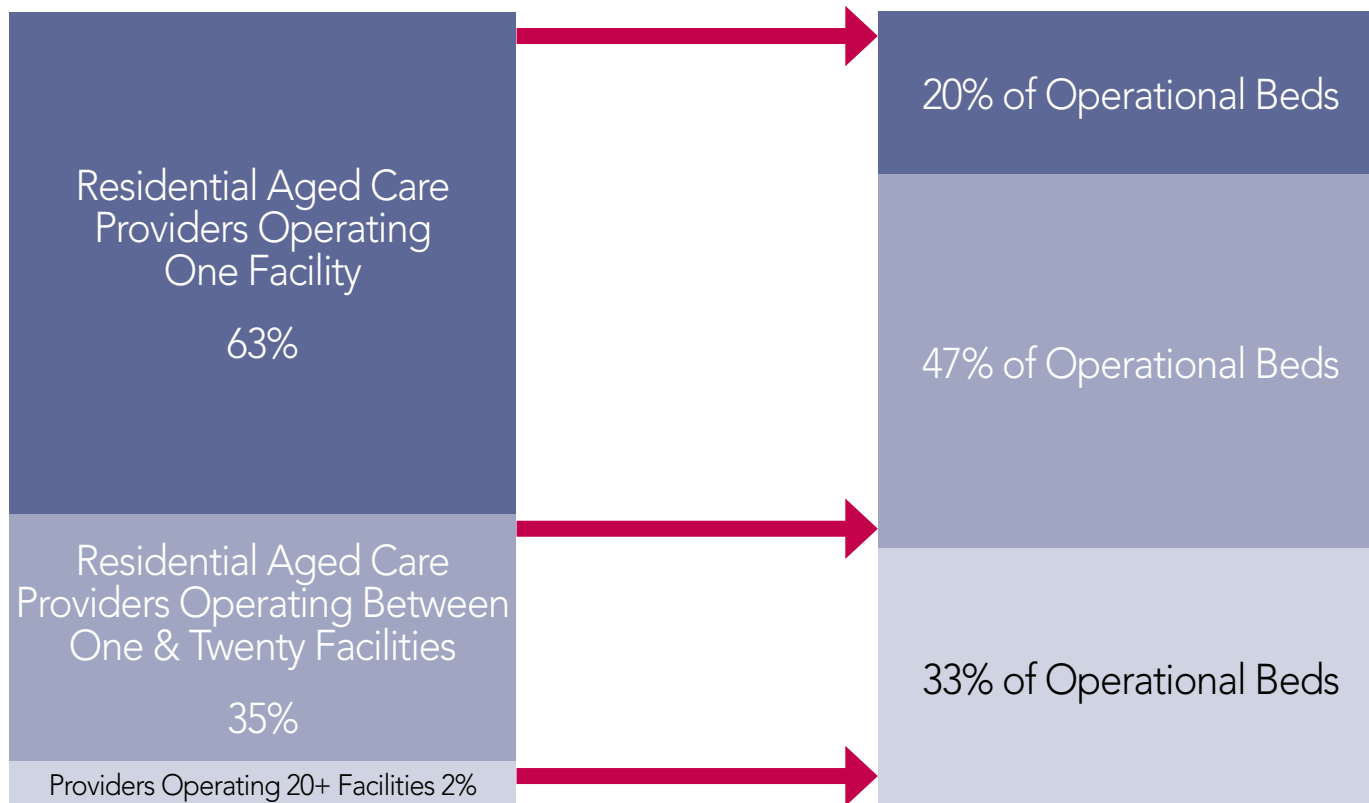 Residential Aged Care
Providers Operating
One Facility
63%
Residential Aged Care
Providers Operating Between
One & Twenty Facilities
35%
Providers Operating 20+ Facilities 2%
20% of Operational Beds
47% of Operational Beds
33% of Operational Beds